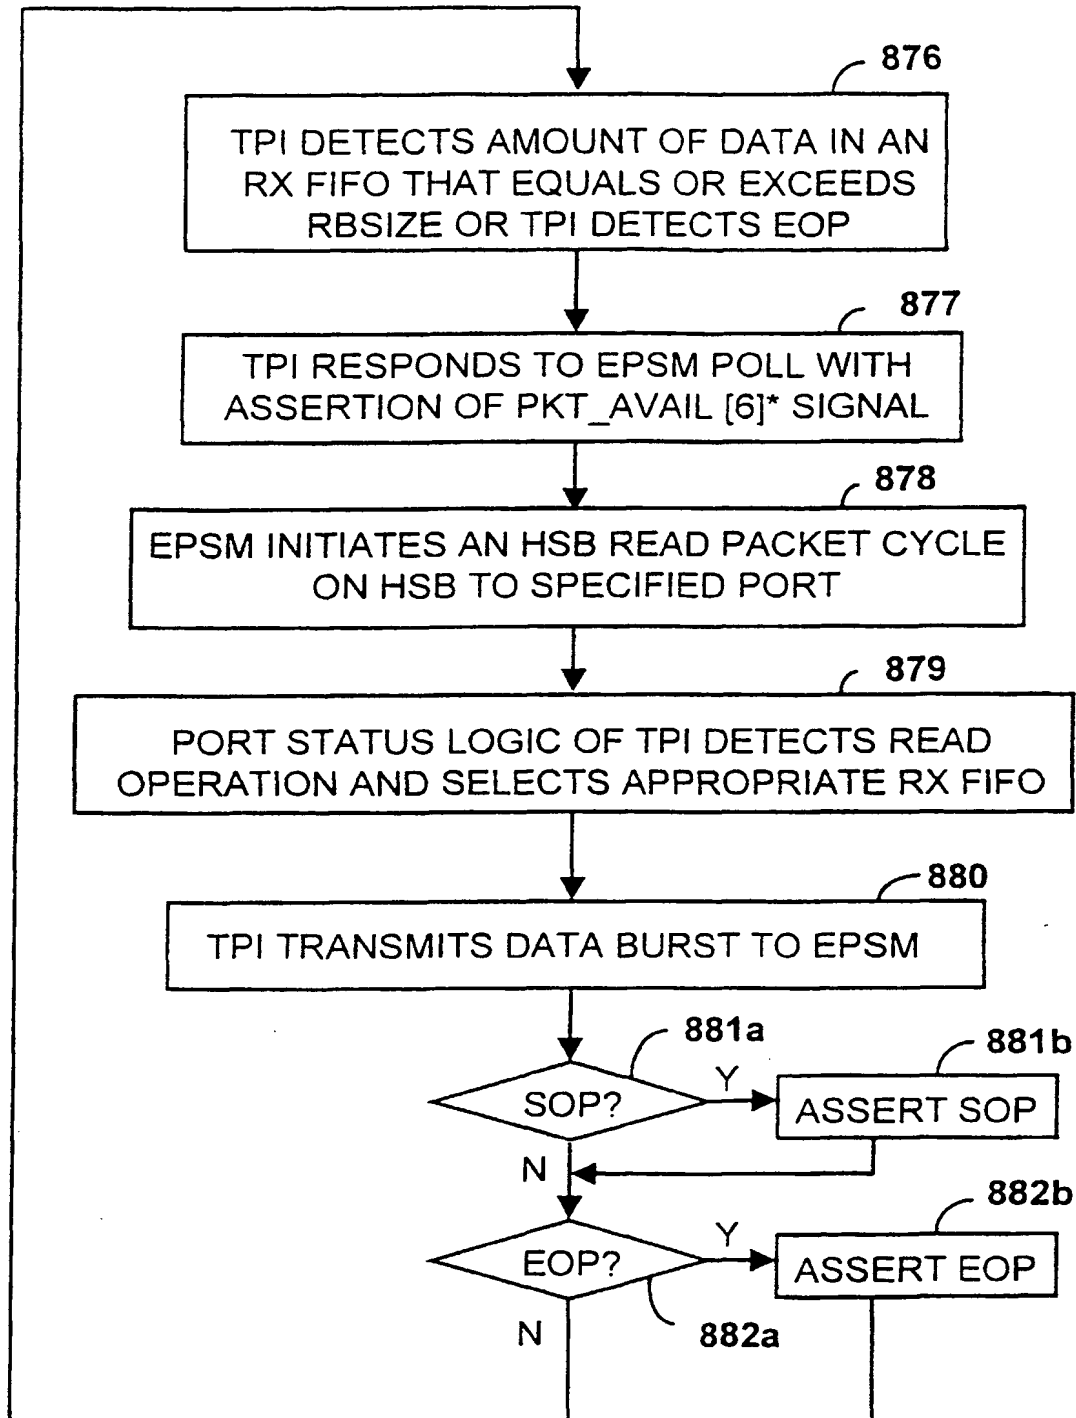 876
TPI DETECTS AMOUNT OF DATA IN AN
RX FIFO THAT EQUALS OR EXCEEDS
RBSIZE OR TPI DETECTS EOP
877
TPI RESPONDS TO EPSM POLL WITH
ASSERTION OF PKT_AVAIL [6]* SIGNAL
878
EPSM INITIATES AN HSB READ PACKET CYCLE
ON HSB TO SPECIFIED PORT
879
PORT STATUS LOGIC OF TPI DETECTS READ
OPERATION AND SELECTS APPROPRIATE RX FIFO
880
TPI TRANSMITS DATA BURST TO EPSM
881a
881b
SOP?
Y
ASSERT SOP
N
882b
EOP?
Y
ASSERT EOP
N
882a